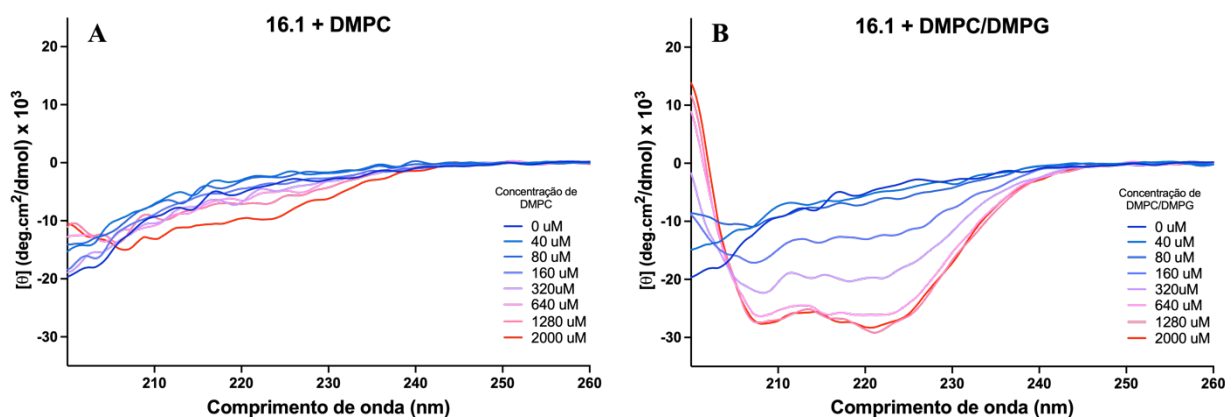 A
16.1 + DMPC
20
10
0
-10
-20
-30
[θ] (deg.cm²/dmol) x 10³
210
220
230
240
250
260
Comprimento de onda (nm)
Concentração de
DMPC
0 uM
40 uM
80 uM
160 uM
320uM
640 uM
1280 uM
2000 uM
B
16.1 + DMPC/DMPG
20
10
0
-10
-20
-30
[θ] (deg.cm²/dmol) x 10³
210
220
230
240
250
260
Comprimento de onda (nm)
Concentração de
DMPC/DMPG
0 uM
40 uM
80 uM
160 uM
320 uM
640 uM
1280 uM
2000 uM